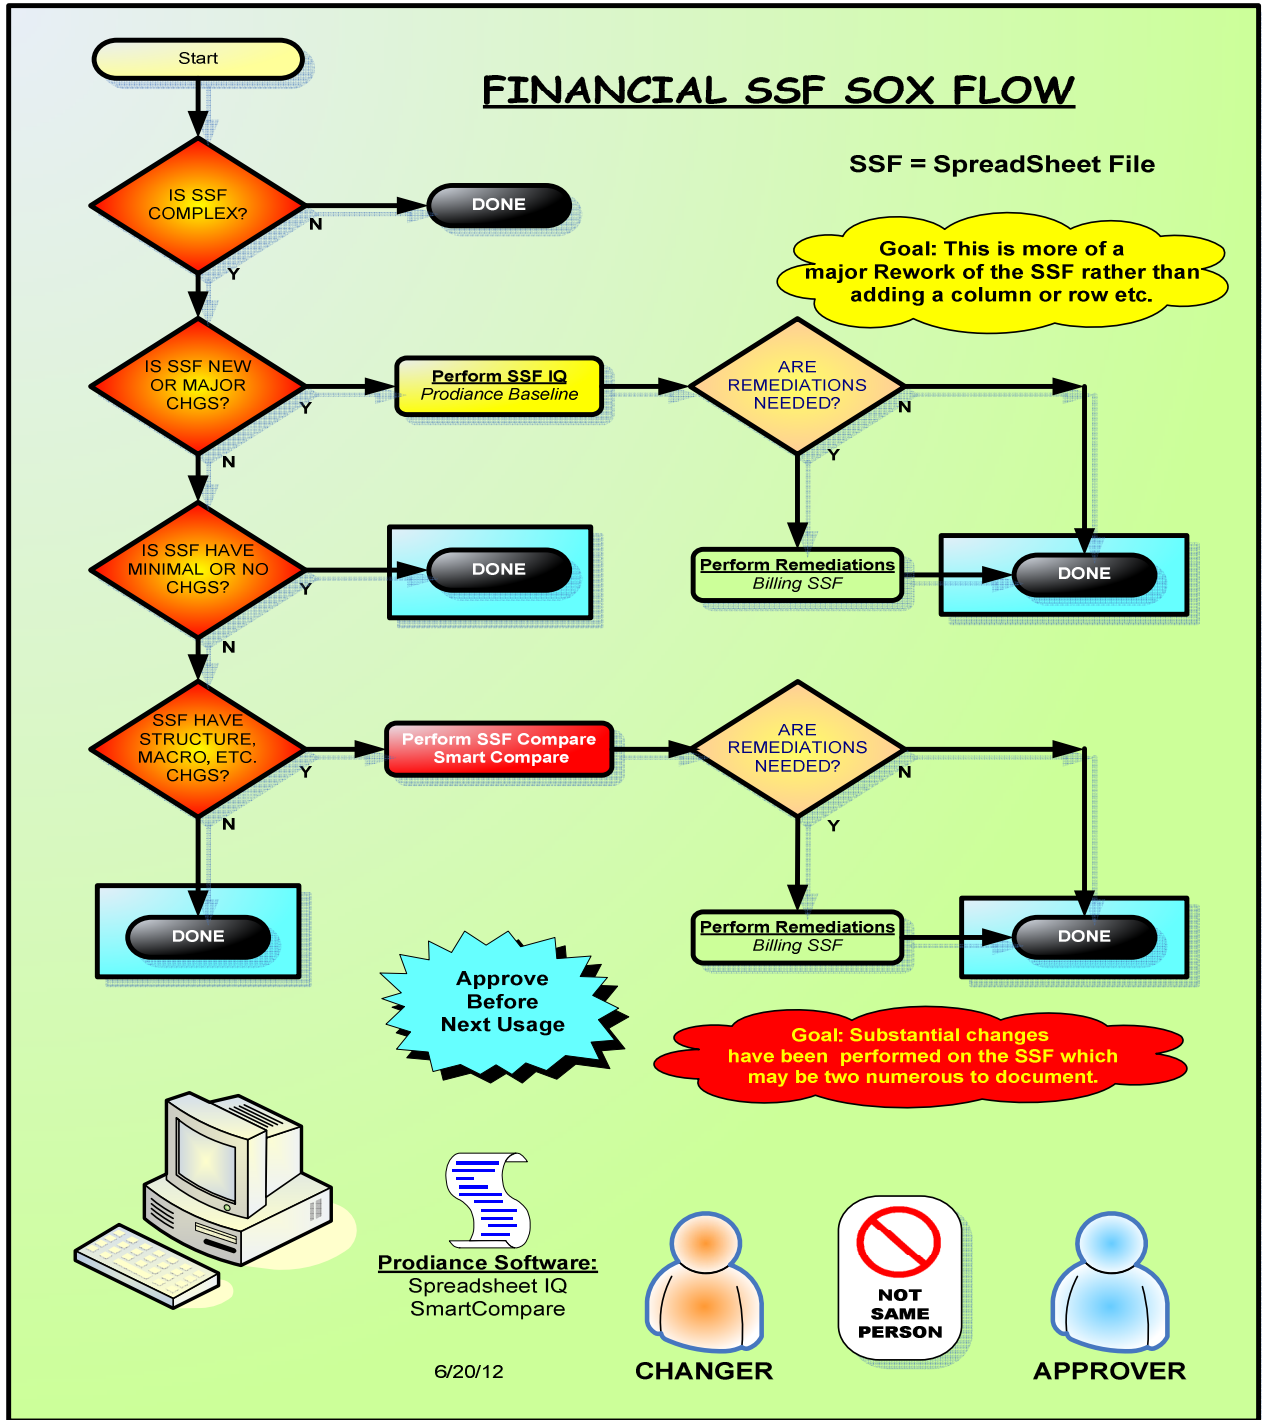 Start
FINANCIAL SSF SOX FLOW
SSF = SpreadSheet File
IS SSF
COMPLEX?
N
DONE
Y
Goal: This is more of a
major Rework of the SSF rather than
adding a column or row etc.
IS SSF NEW
OR MAJOR
CHGS?
Y
N
Perform SSF IQ
Prodiance Baseline
ARE
REMEDIATIONS
NEEDED?
N
Y
IS SSF HAVE
MINIMAL OR NO
CHGS?
Y
N
DONE
Perform Remediations
Billing SSF
DONE
SSF HAVE
STRUCTURE,
MACRO, ETC.
CHGS?
Y
N
Perform SSF Compare
Smart Compare
ARE
REMEDIATIONS
NEEDED?
N
Y
DONE
Perform Remediations
Billing SSF
DONE
Approve
Before
Next Usage
Goal: Substantial changes
have been  performed on the SSF which
may be two numerous to document.
Prodiance Software:
Spreadsheet IQ
SmartCompare
6/20/12
CHANGER
NOT
SAME
PERSON
APPROVER